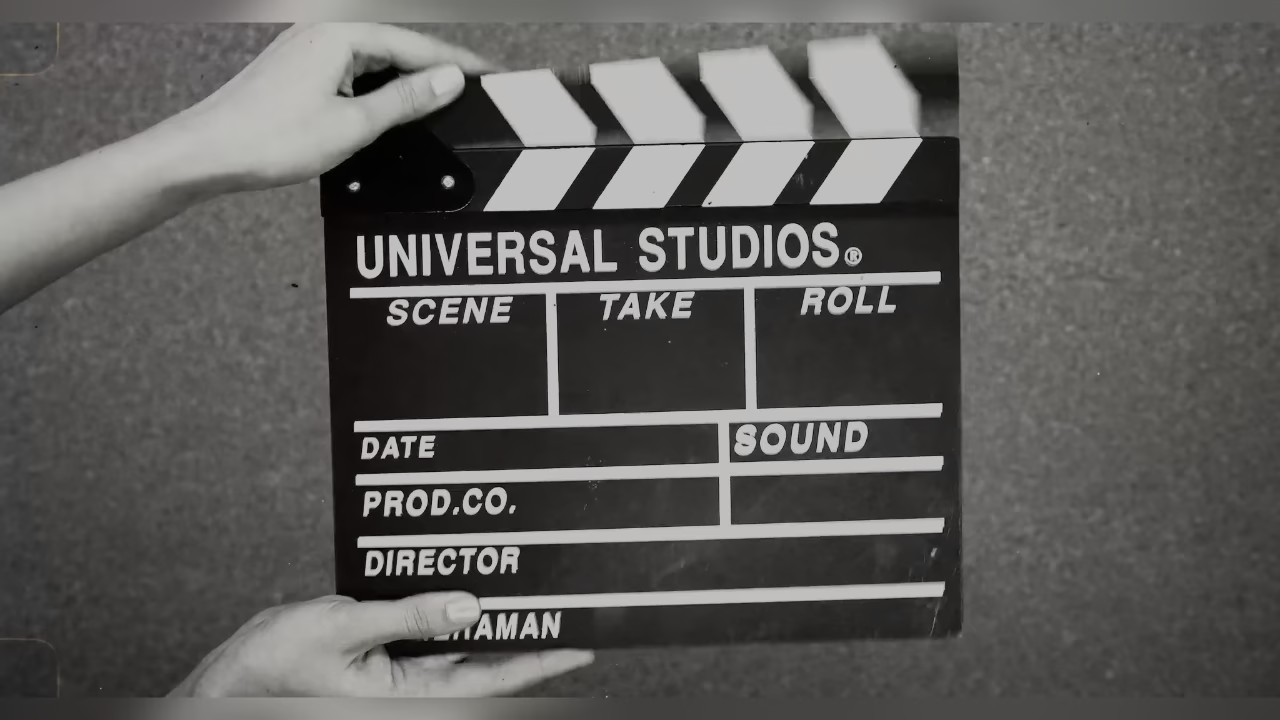 UNIVERSAL STUDIOS®
SCENE TAKE ROLL
DATE SOUND
PROD.CO.
DIRECTOR